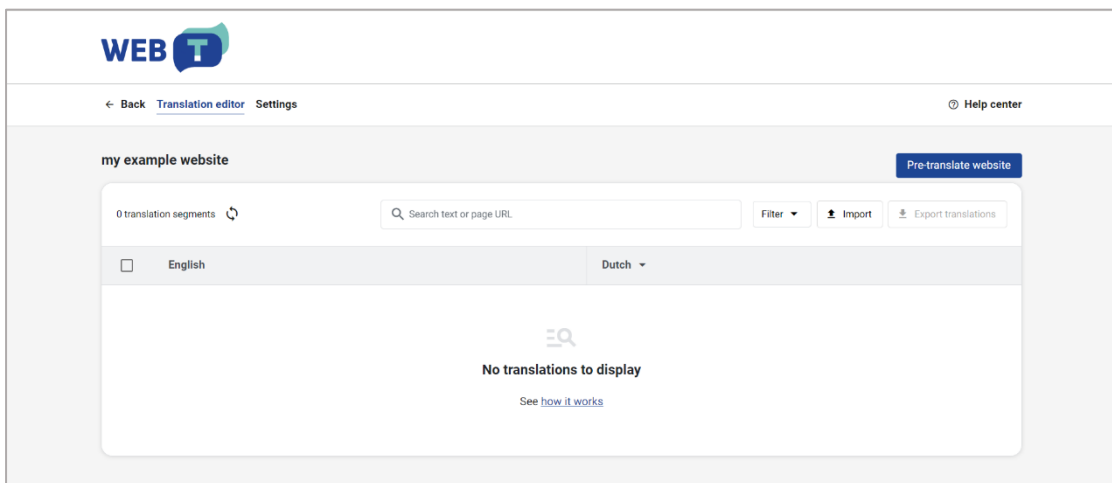 WEB T
← Back Translation editor Settings Help center
my example website
Pre-translate website
0 translation segments Search text or page URL Filter Import Export translations
English Dutch
No translations to display
See how it works